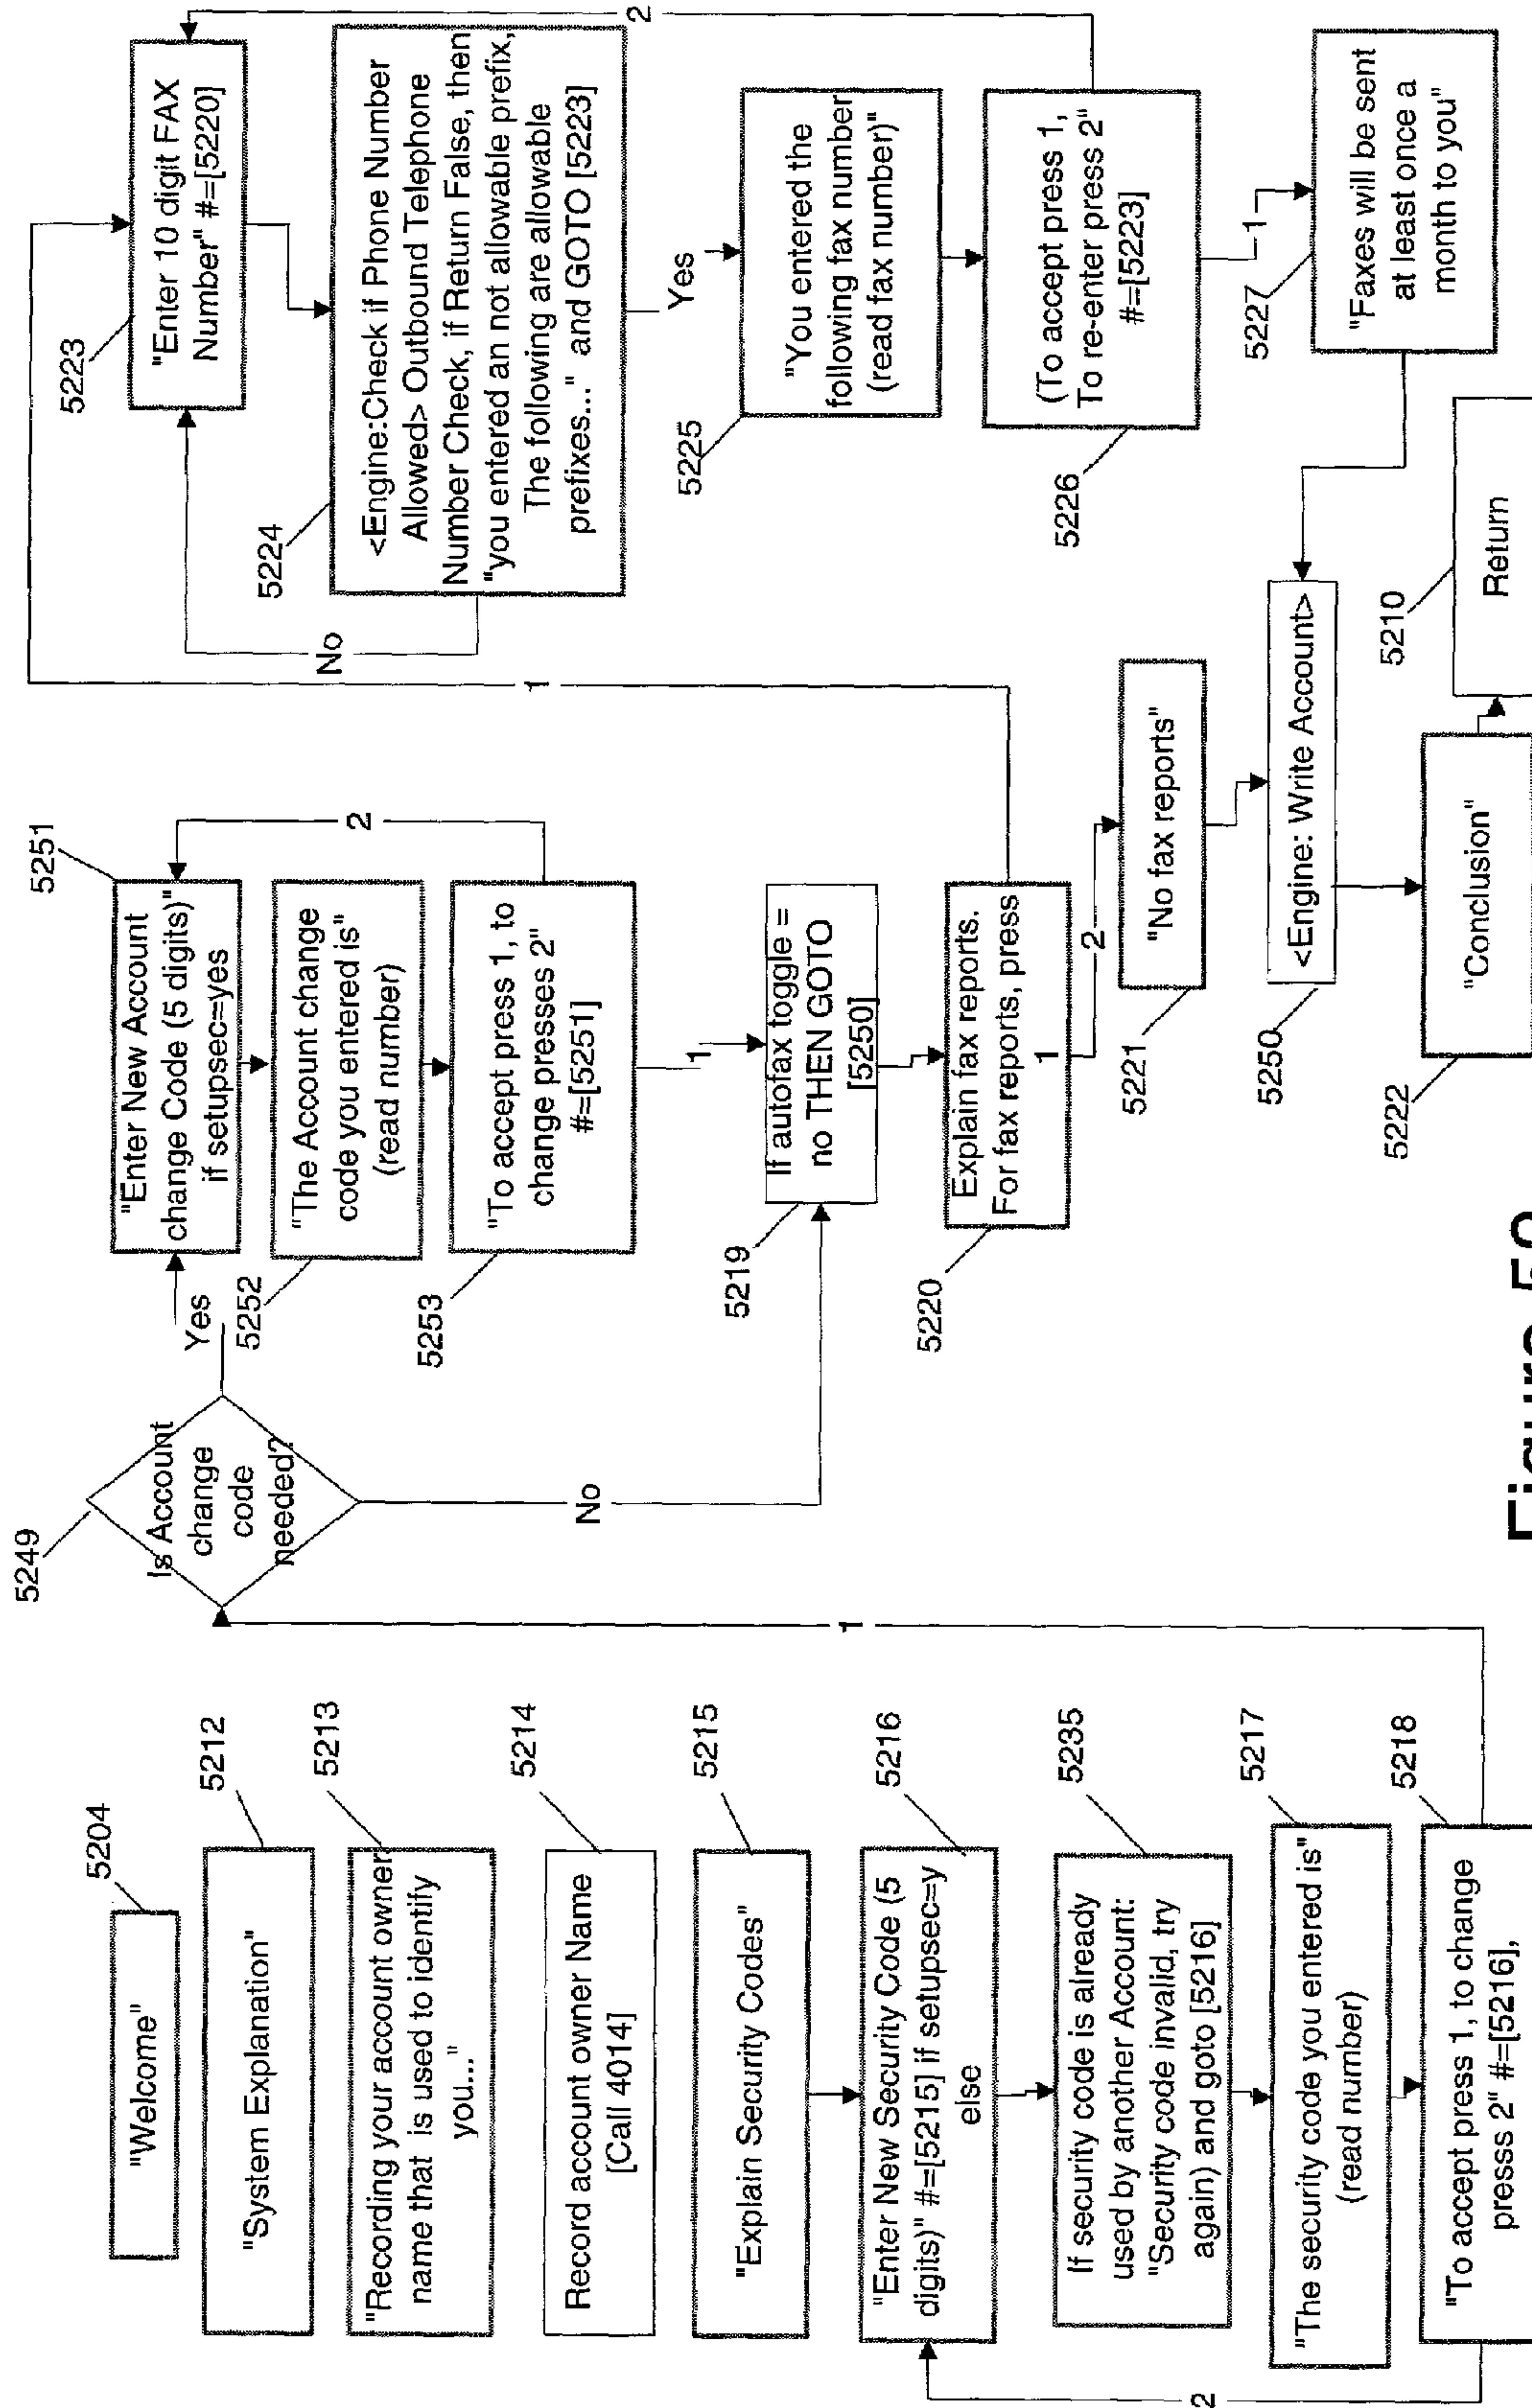 5204
"Welcome"
5212
"System Explanation"
5213
"Recording your account owner
name that is used to identify
you..."
5214
Record account owner Name
[Call 4014]
5215
"Explain Security Codes"
5216
"Enter New Security Code (5
digits)" #=[5215] if setupsec=y
else
5235
If security code is already
used by another Account:
"Security code invalid, try
again) and goto [5216]
5217
"The security code you entered is"
(read number)
5218
"To accept press 1, to change
presss 2" #=[5216],
2
1
5249
Is Account
change
code
needed?
Yes
No
5251
"Enter New Account
change Code (5 digits)"
if setupsec=yes
5252
"The Account change
code you entered is"
(read number)
5253
"To accept press 1, to
change presses 2"
#=[5251]
2
1
5219
If autofax toggle =
no THEN GOTO
[5250]
5220
Explain fax reports.
For fax reports, press
1
1
2
5221
"No fax reports"
5250
<Engine: Write Account>
5222
"Conclusion"
5210
Return
5223
"Enter 10 digit FAX
Number" #=[5220]
5224
<Engine:Check if Phone Number
Allowed> Outbound Telephone
Number Check, if Return False, then
"you entered an not allowable prefix,
The following are allowable
prefixes..." and GOTO [5223]
No
Yes
5225
"You entered the
following fax number
(read fax number)"
5226
(To accept press 1,
To re-enter press 2"
#=[5223]
2
1
5227
"Faxes will be sent
at least once a
month to you"
Figure